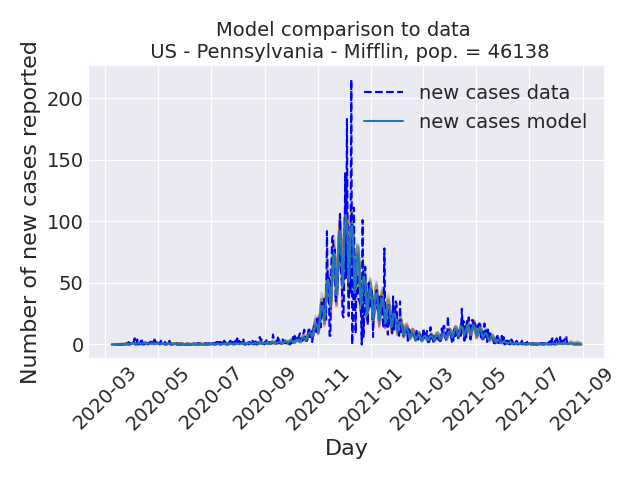 Model comparison to data
US - Pennsylvania - Mifflin, pop. = 46138
Number of new cases reported
200
150
100
50
0
new cases data
new cases model
2020-03
2020-05
2020-07
2020-09
2020-11
2021-01
2021-03
2021-05
2021-07
2021-09
Day